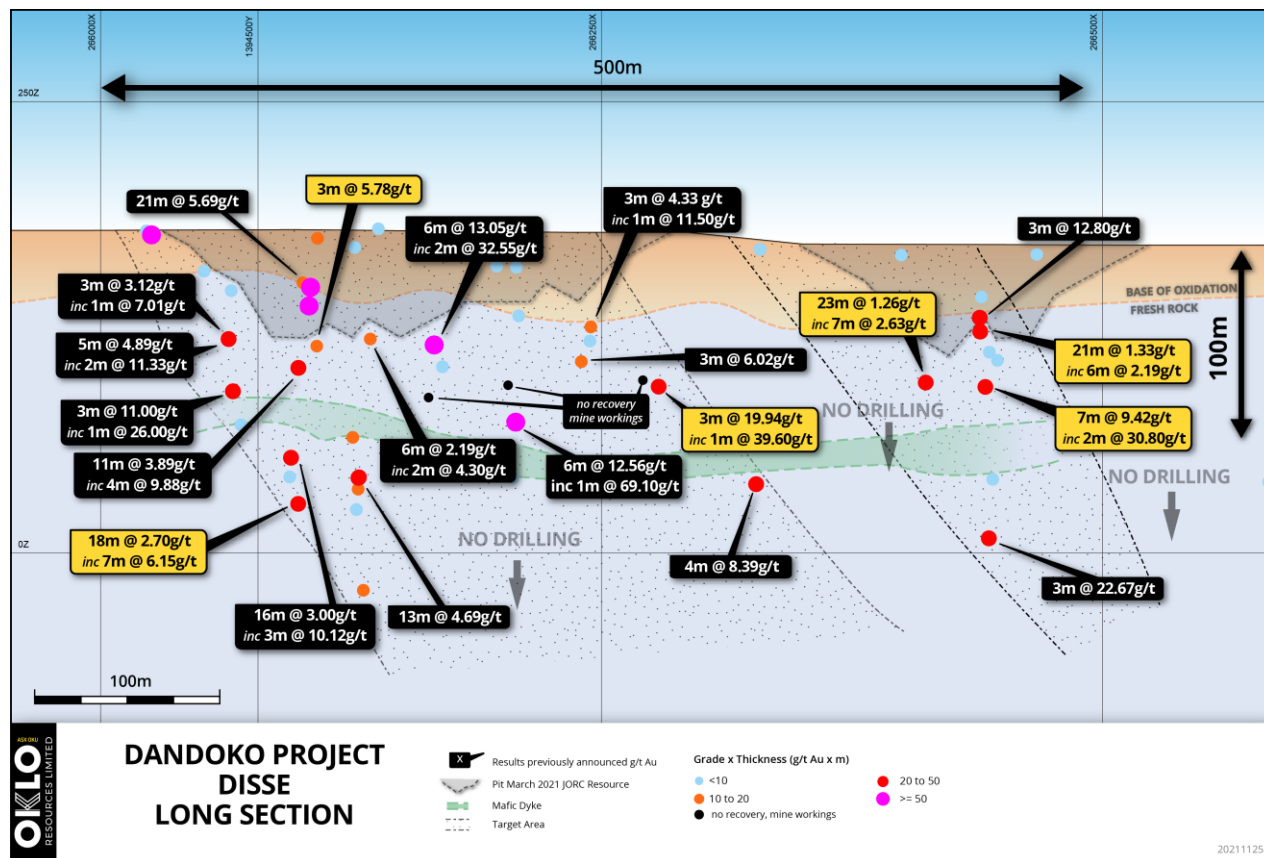 266000X
1394500Y
266250X
266500X
500m
250Z
21m @ 5.69g/t
3m @ 5.78g/t
6m @ 13.05g/t
inc 2m @ 32.55g/t
3m @ 4.33 g/t
inc 1m @ 11.50g/t
3m @ 12.80g/t
3m @ 3.12g/t
inc 1m @ 7.01g/t
23m @ 1.26g/t
inc 7m @ 2.63g/t
BASE OF OXIDATION
FRESH ROCK
100m
5m @ 4.89g/t
inc 2m @ 11.33g/t
3m @ 6.02g/t
21m @ 1.33g/t
inc 6m @ 2.19g/t
3m @ 11.00g/t
inc 1m @ 26.00g/t
no recovery
mine workings
3m @ 19.94g/t
inc 1m @ 39.60g/t
NO DRILLING
7m @ 9.42g/t
inc 2m @ 30.80g/t
11m @ 3.89g/t
inc 4m @ 9.88g/t
6m @ 2.19g/t
inc 2m @ 4.30g/t
6m @ 12.56g/t
inc 1m @ 69.10g/t
NO DRILLING
18m @ 2.70g/t
inc 7m @ 6.15g/t
NO DRILLING
0Z
4m @ 8.39g/t
3m @ 22.67g/t
16m @ 3.00g/t
inc 3m @ 10.12g/t
13m @ 4.69g/t
100m
ASX OKU
OKLO
RESOURCES LIMITED
DANDOKO PROJECT
DISSE
LONG SECTION
X
Results previously announced g/t Au
Pit March 2021 JORC Resource
Mafic Dyke
Target Area
Grade x Thickness (g/t Au x m)
<10
10 to 20
no recovery, mine workings
20 to 50
>= 50
20211125